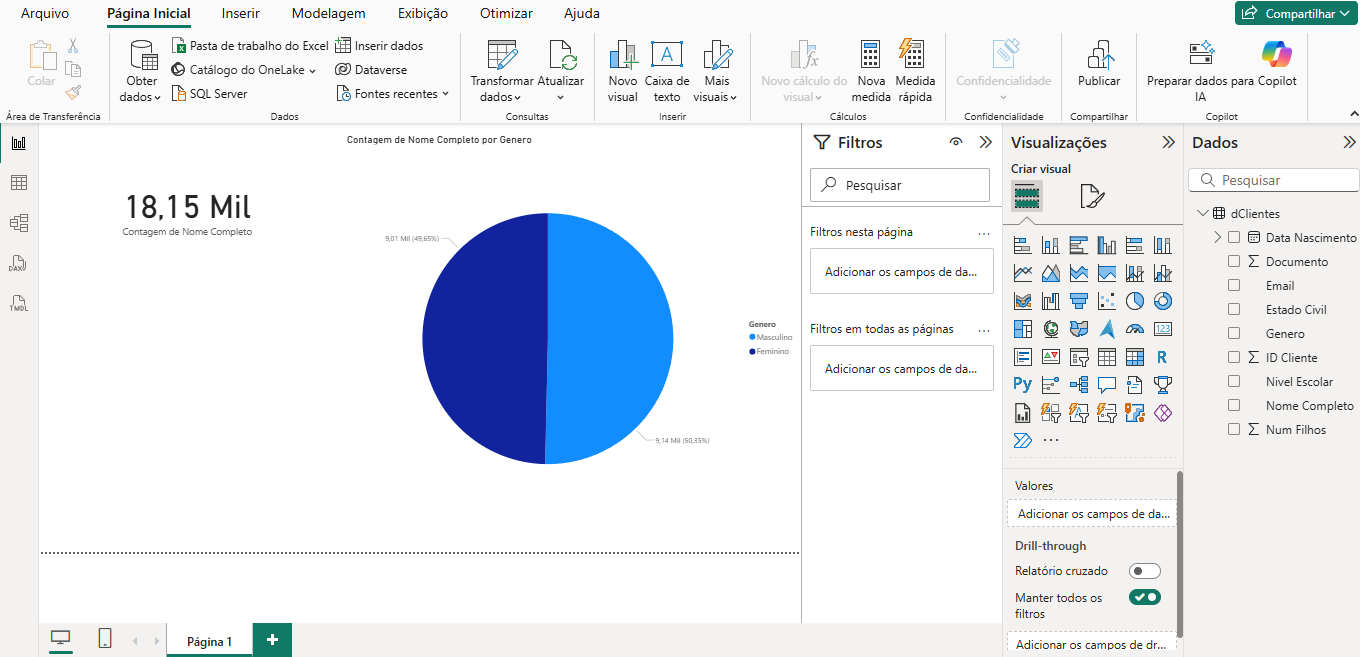 Arquivo
Página Inicial
Inserir
Modelagem
Exibição
Otimizar
Ajuda
Compartilhar
Colar
Área de Transferência
Obter
dados
Pasta de trabalho do Excel
Catálogo do OneLake
SQL Server
Inserir dados
Dataverse
Fontes recentes
Dados
Transformar
dados
Atualizar
Consultas
Novo
visual
Caixa de
texto
Mais
visuais
Inserir
Novo cálculo do
visual
Nova
medida
Medida
rápida
Cálculos
Confidencialidade
Confidencialidade
Publicar
Compartilhar
Preparar dados para
IA
Copilot
Copilot
DAX
TMDL
Contagem de Nome Completo por Genero
18,15 Mil
Contagem de Nome Completo
9,01 Mil (49,65%)
9,14 Mil (50,35%)
Genero
Masculino
Feminino
Página 1
Filtros
Pesquisar
Filtros nesta página
Adicionar os campos de da...
Filtros em todas as páginas
Adicionar os campos de da...
Visualizações
Criar visual
123
R
Py
Valores
Adicionar os campos de da...
Drill-through
Relatório cruzado
Manter todos os
filtros
Adicionar os campos de dr...
Dados
Pesquisar
dClientes
Data Nascimento
Documento
Email
Estado Civil
Genero
ID Cliente
Nivel Escolar
Nome Completo
Num Filhos